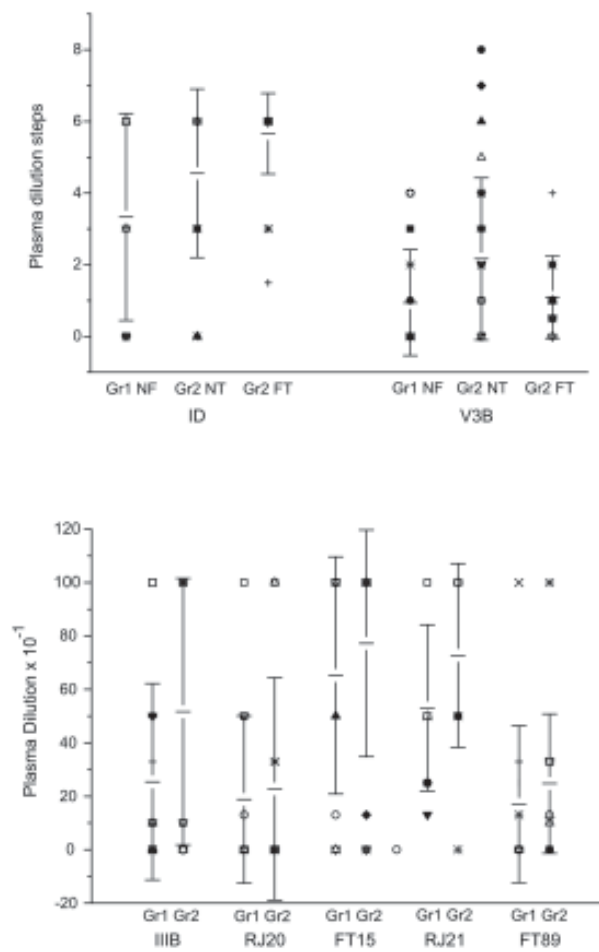 Plasma dilution steps
8
6
4
2
0
Gr1 NF Gr2 NT Gr2 FT Gr1 NF Gr2 NT Gr2 FT
ID V3B
Plasma Dilution x 10⁻¹
120
100
80
60
40
20
0
-20
Gr1 Gr2 Gr1 Gr2 Gr1 Gr2 Gr1 Gr2 Gr1 Gr2
IIIB RJ20 FT15 RJ21 FT89